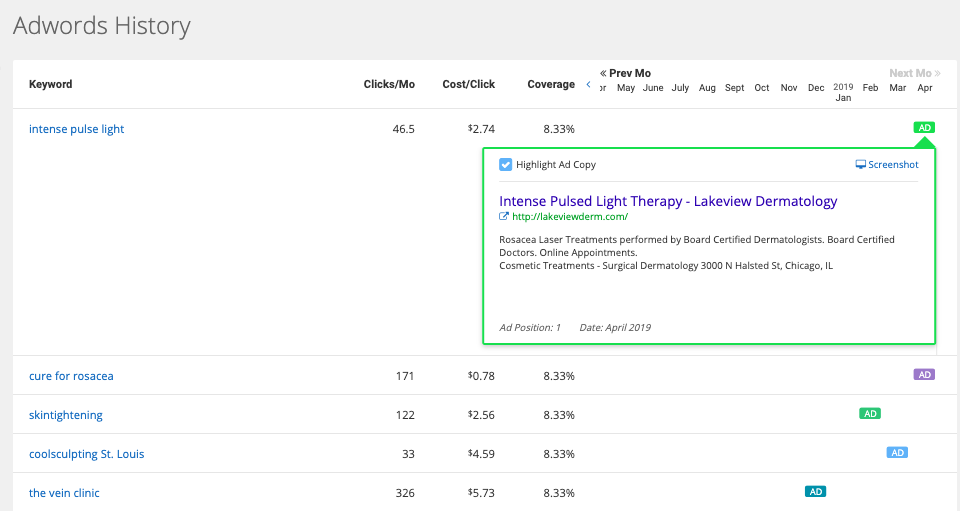 Adwords History
Keyword Clicks/Mo Cost/Click Coverage ‹ « Prev Mo Next Mo »
or May June July Aug Sept Oct Nov Dec 2019 Jan Feb Mar Apr
intense pulse light 46.5 $2.74 8.33% AD
Highlight Ad Copy Screenshot
Intense Pulsed Light Therapy - Lakeview Dermatology
http://lakeviewderm.com/
Rosacea Laser Treatments performed by Board Certified Dermatologists. Board Certified
Doctors. Online Appointments.
Cosmetic Treatments - Surgical Dermatology 3000 N Halsted St, Chicago, IL
Ad Position: 1 Date: April 2019
cure for rosacea 171 $0.78 8.33% AD
skintightening 122 $2.56 8.33% AD
coolsculpting St. Louis 33 $4.59 8.33% AD
the vein clinic 326 $5.73 8.33% AD